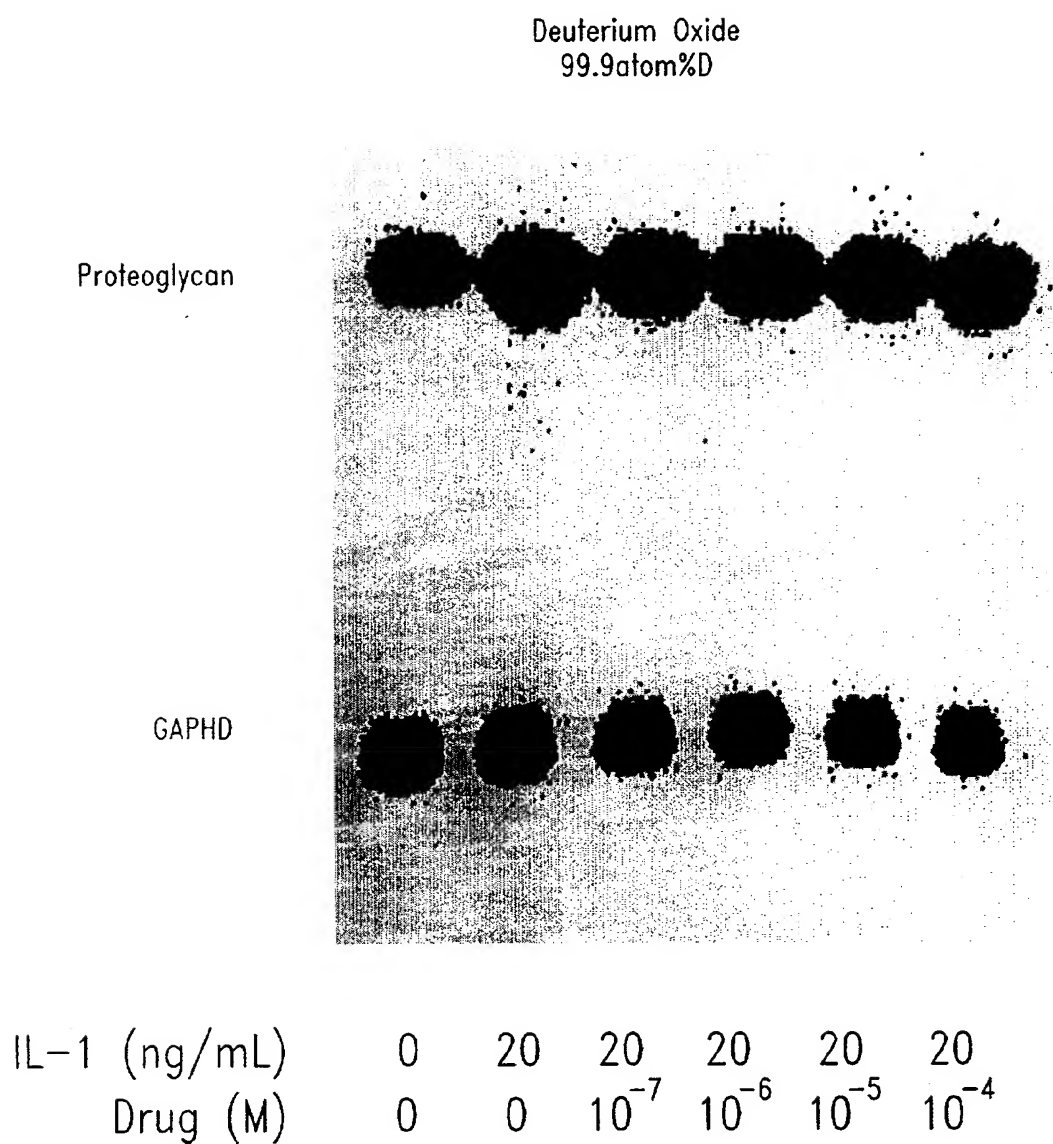 Deuterium Oxide
99.9atom%D
Proteoglycan
GAPHD
IL-1 (ng/mL) 0 20 20 20 20 20
Drug (M) 0 0 10⁻⁷ 10⁻⁶ 10⁻⁵ 10⁻⁴